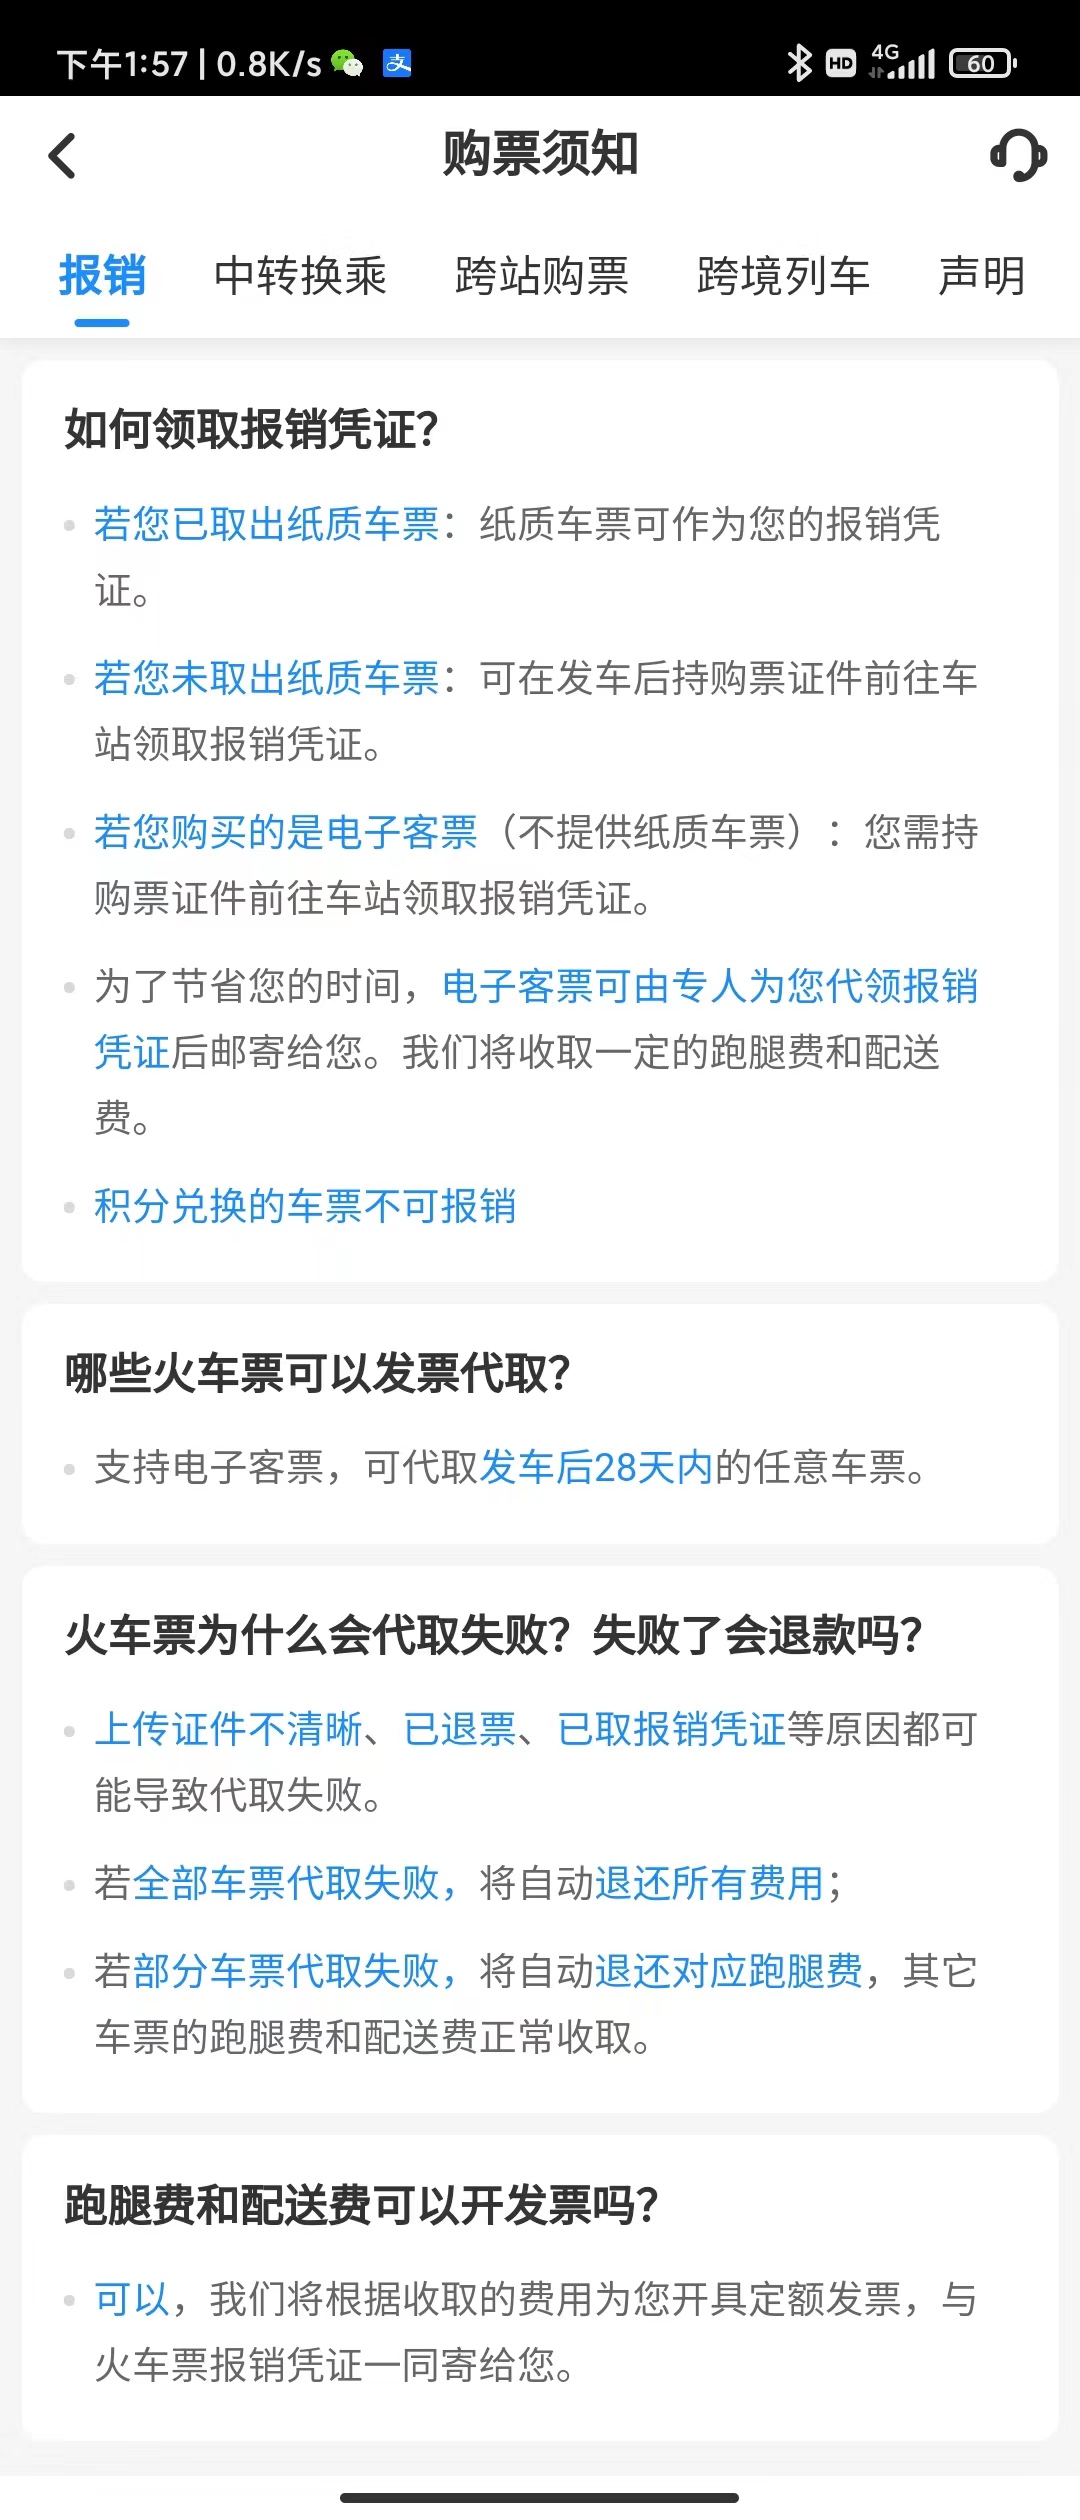 下午1:57 | 0.8K/s 支 HD 4G 60
购票须知
报销 中转换乘 跨站购票 跨境列车 声明
如何领取报销凭证？
若您已取出纸质车票：纸质车票可作为您的报销凭
证。
若您未取出纸质车票：可在发车后持购票证件前往车
站领取报销凭证。
若您购买的是电子客票（不提供纸质车票）：您需持
购票证件前往车站领取报销凭证。
为了节省您的时间，电子客票可由专人为您代领报销
凭证后邮寄给您。我们将收取一定的跑腿费和配送
费。
积分兑换的车票不可报销
哪些火车票可以发票代取？
支持电子客票，可代取发车后28天内的任意车票。
火车票为什么会代取失败？失败了会退款吗？
上传证件不清晰、已退票、已取报销凭证等原因都可
能导致代取失败。
若全部车票代取失败，将自动退还所有费用；
若部分车票代取失败，将自动退还对应跑腿费，其它
车票的跑腿费和配送费正常收取。
跑腿费和配送费可以开发票吗？
可以，我们将根据收取的费用为您开具定额发票，与
火车票报销凭证一同寄给您。